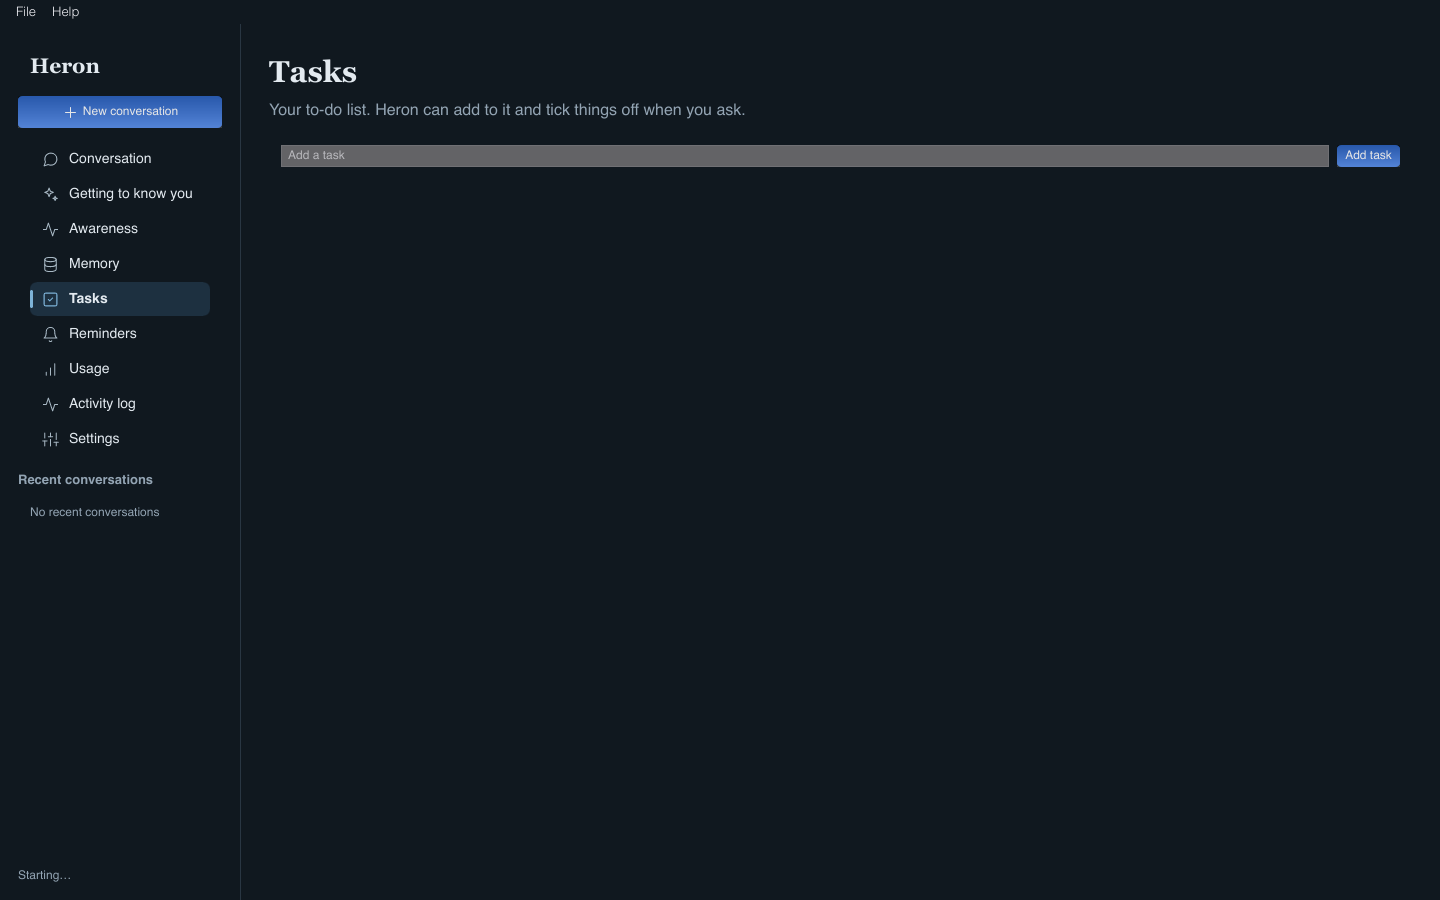 File Help
Heron
New conversation
Conversation
Getting to know you
Awareness
Memory
Tasks
Reminders
Usage
Activity log
Settings
Recent conversations
No recent conversations
Starting…
Tasks
Your to-do list. Heron can add to it and tick things off when you ask.
Add a task
Add task